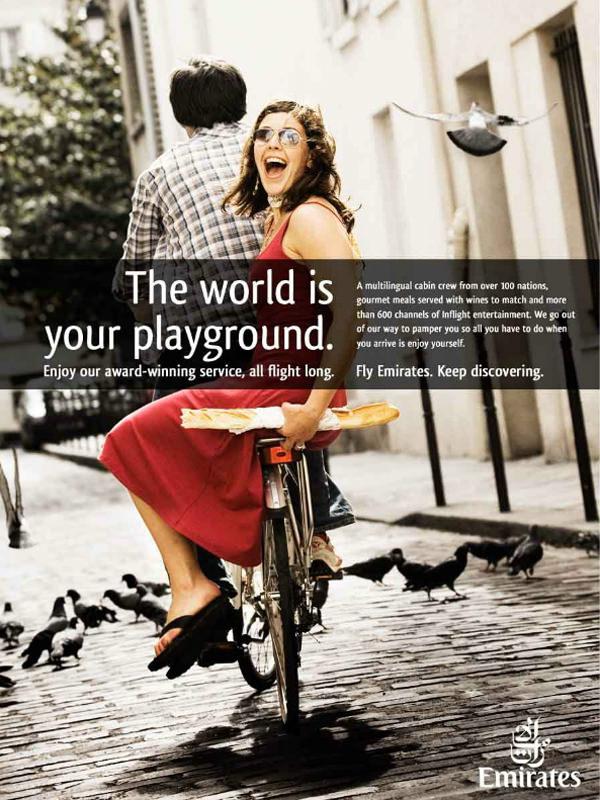 The world is
your playground.
Enjoy our award-winning service, all flight long.
A multilingual cabin crew from over 100 nations,
gourmet meals served with wines to match and more
than 600 channels of Inflight entertainment. We go out
of our way to pamper you so all you have to do when
you arrive is enjoy yourself.
Fly Emirates. Keep discovering.
Emirates